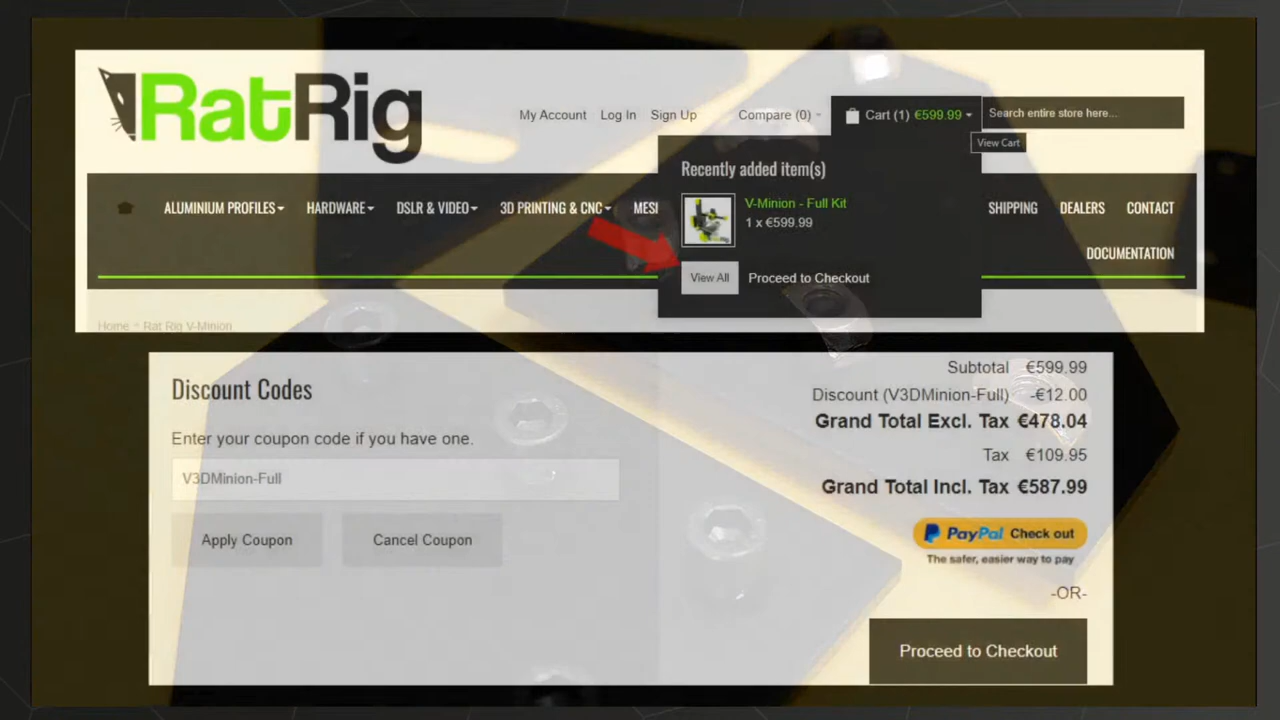 RatRig
My Account Log In Sign Up Compare (0) Cart (1) €599.99 Search entire store here...
View Cart
Recently added item(s)
V-Minion - Full Kit
1 x €599.99
View All Proceed to Checkout
ALUMINIUM PROFILES HARDWARE DSLR & VIDEO 3D PRINTING & CNC MESI SHIPPING DEALERS CONTACT
DOCUMENTATION
Home - Rat Rig V-Minion
Discount Codes
Enter your coupon code if you have one.
V3DMinion-Full
Apply Coupon Cancel Coupon
Subtotal €599.99
Discount (V3DMinion-Full) -€12.00
Grand Total Excl. Tax €478.04
Tax €109.95
Grand Total Incl. Tax €587.99
PayPal Check out
The safer, easier way to pay
-OR-
Proceed to Checkout